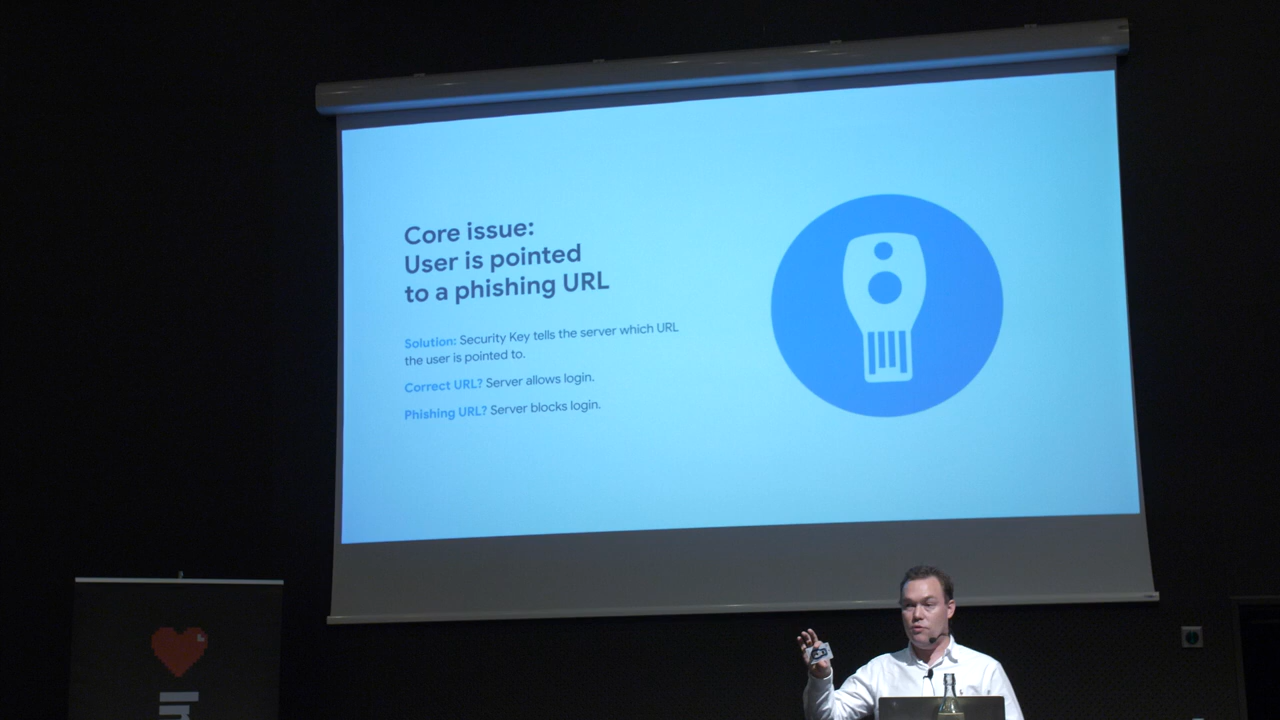 Core issue:
User is pointed
to a phishing URL
Solution: Security Key tells the server which URL
the user is pointed to.
Correct URL? Server allows login.
Phishing URL? Server blocks login.